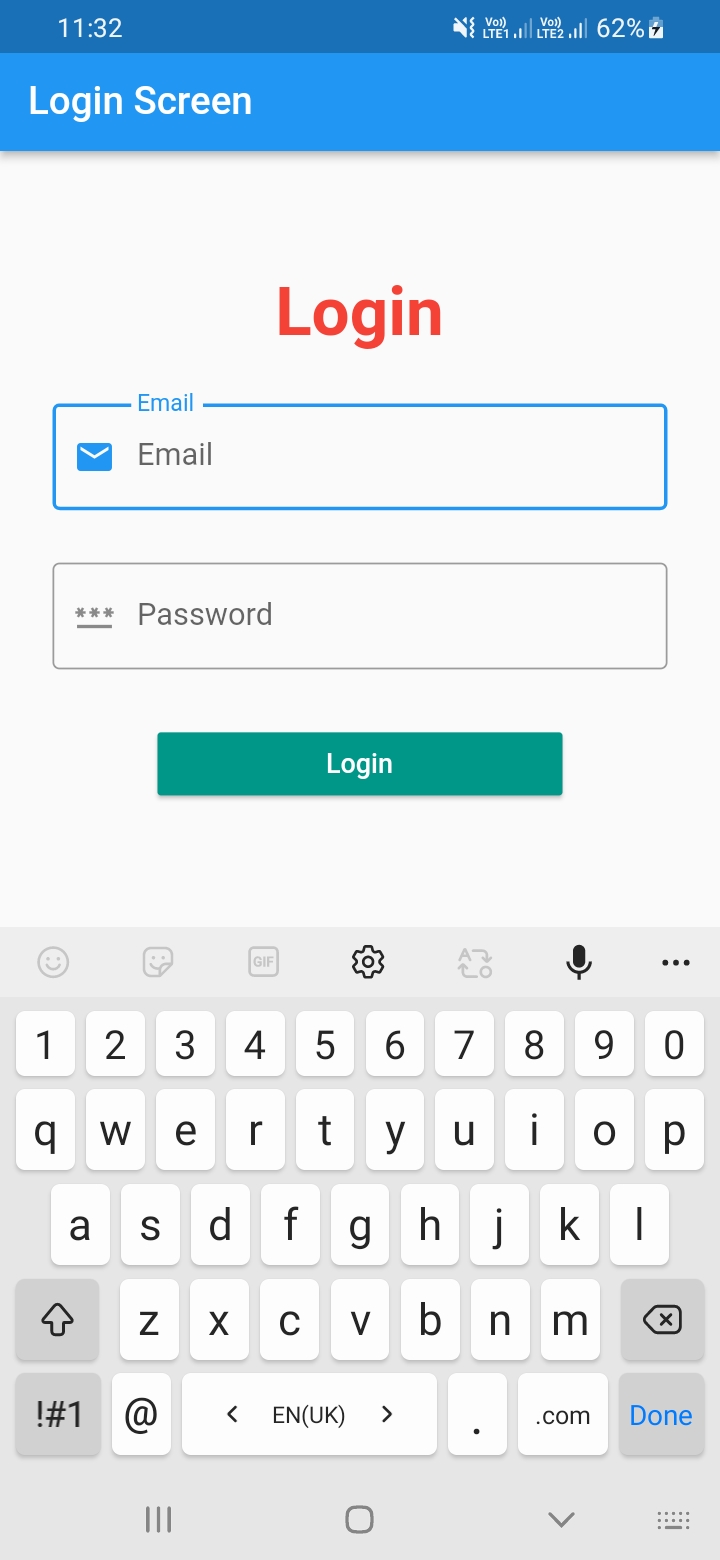 11:32 Vo)) LTE1 Vo)) LTE2 62%
Login Screen
Login
Email
Email
*** Password
Login
GIF A
1 2 3 4 5 6 7 8 9 0
q w e r t y u i o p
a s d f g h j k l
z x c v b n m
!#1 @ < EN(UK) > . .com Done